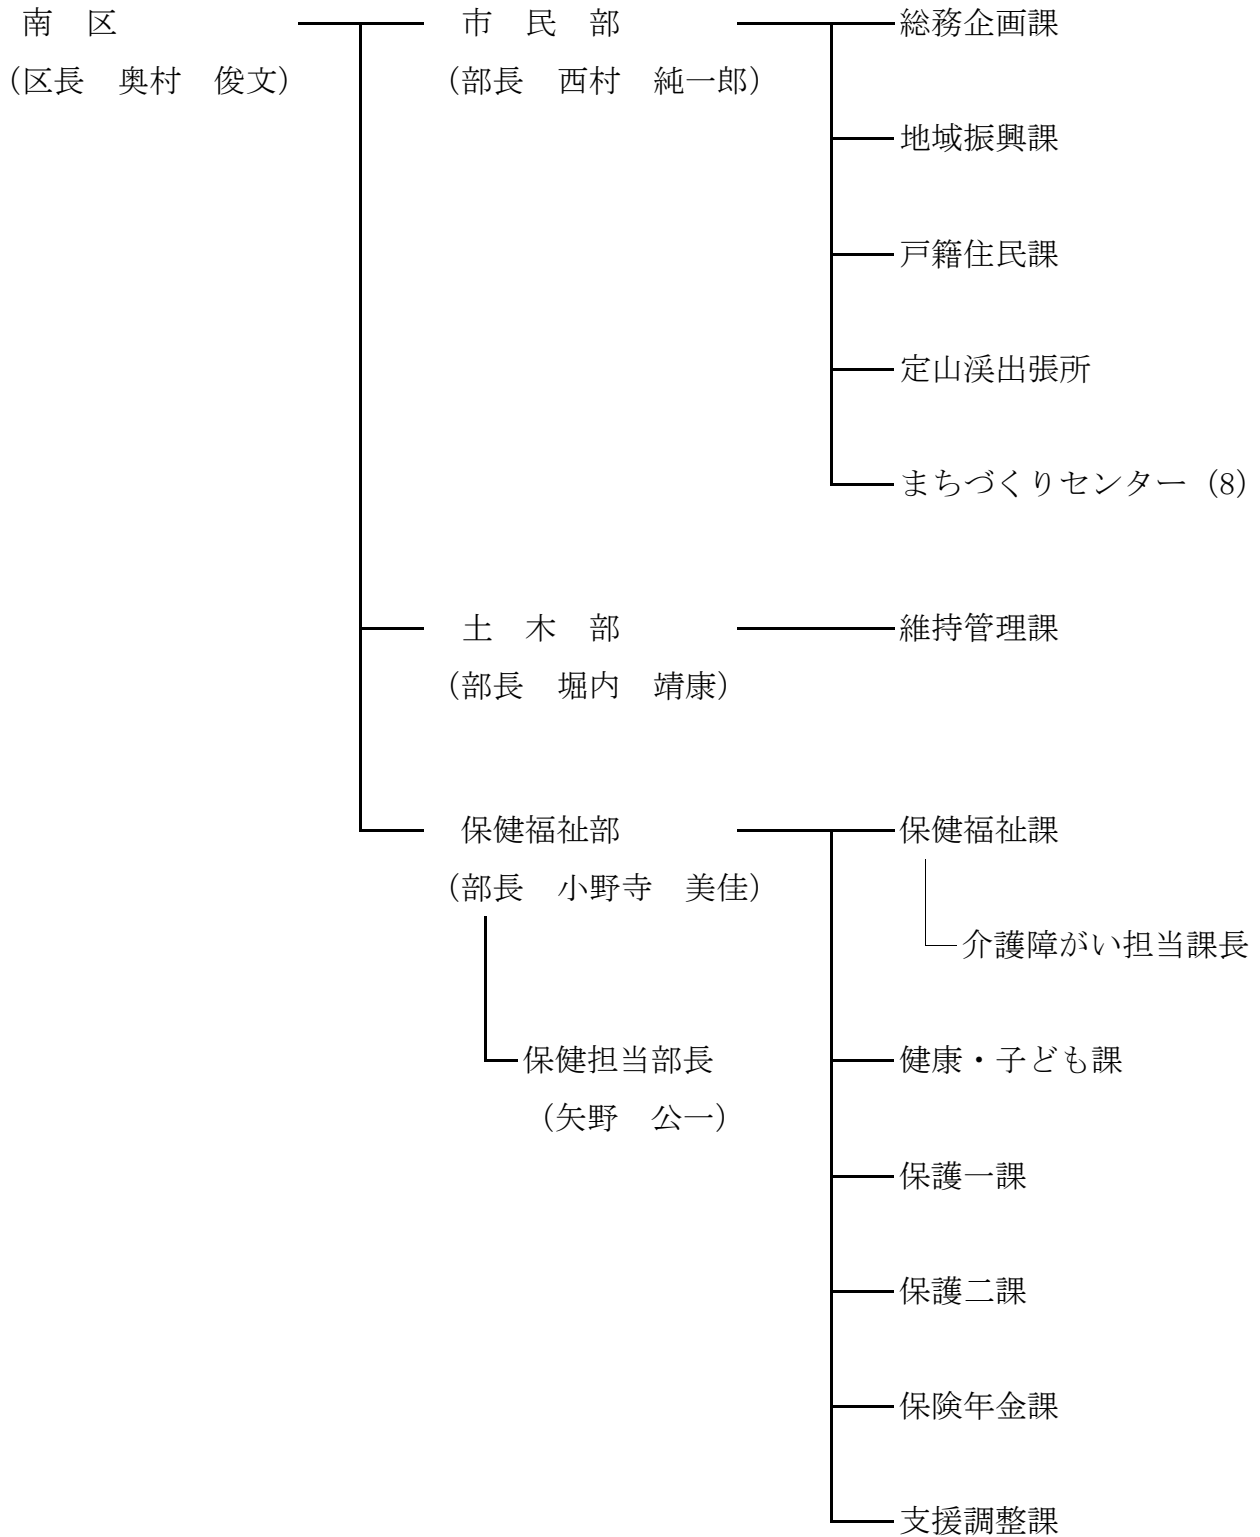 南　区
（区長　奥村　俊文）
市　民　部
（部長　西村　純一郎）
総務企画課
地域振興課
戸籍住民課
定山渓出張所
まちづくりセンター（8）
土　木　部
（部長　堀内　靖康）
維持管理課
保健福祉部
（部長　小野寺　美佳）
保健担当部長
（矢野　公一）
保健福祉課
介護障がい担当課長
健康・子ども課
保護一課
保護二課
保険年金課
支援調整課